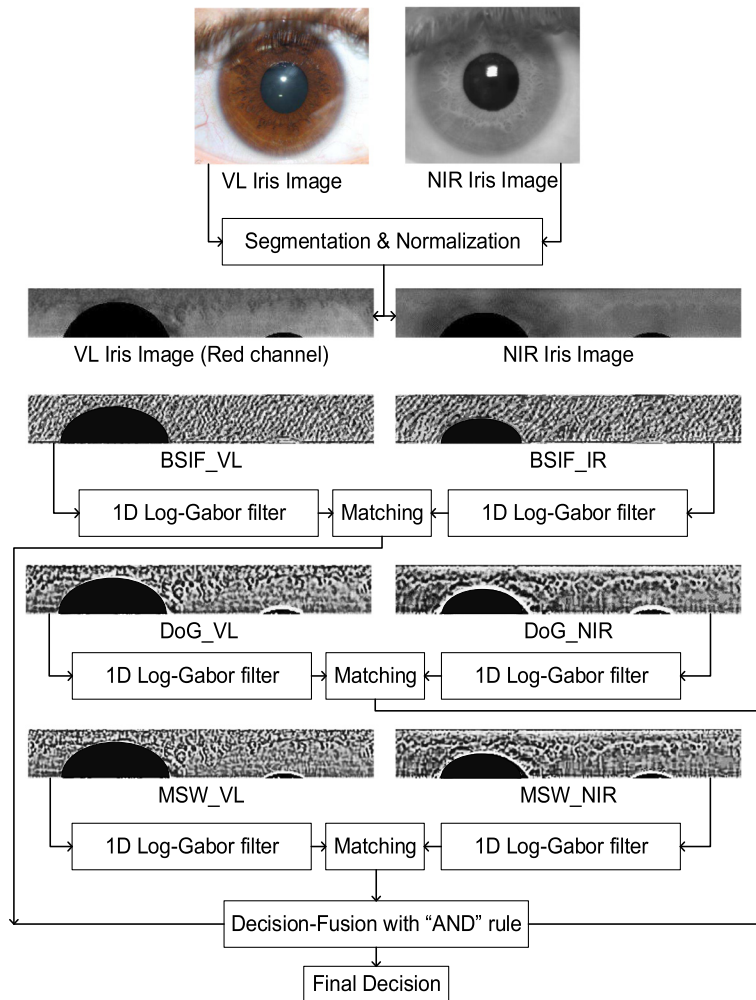 VL Iris Image
NIR Iris Image
Segmentation & Normalization
VL Iris Image (Red channel)
NIR Iris Image
BSIF_VL
BSIF_IR
1D Log-Gabor filter
Matching
1D Log-Gabor filter
DoG_VL
DoG_NIR
1D Log-Gabor filter
Matching
1D Log-Gabor filter
MSW_VL
MSW_NIR
1D Log-Gabor filter
Matching
1D Log-Gabor filter
Decision-Fusion with “AND” rule
Final Decision